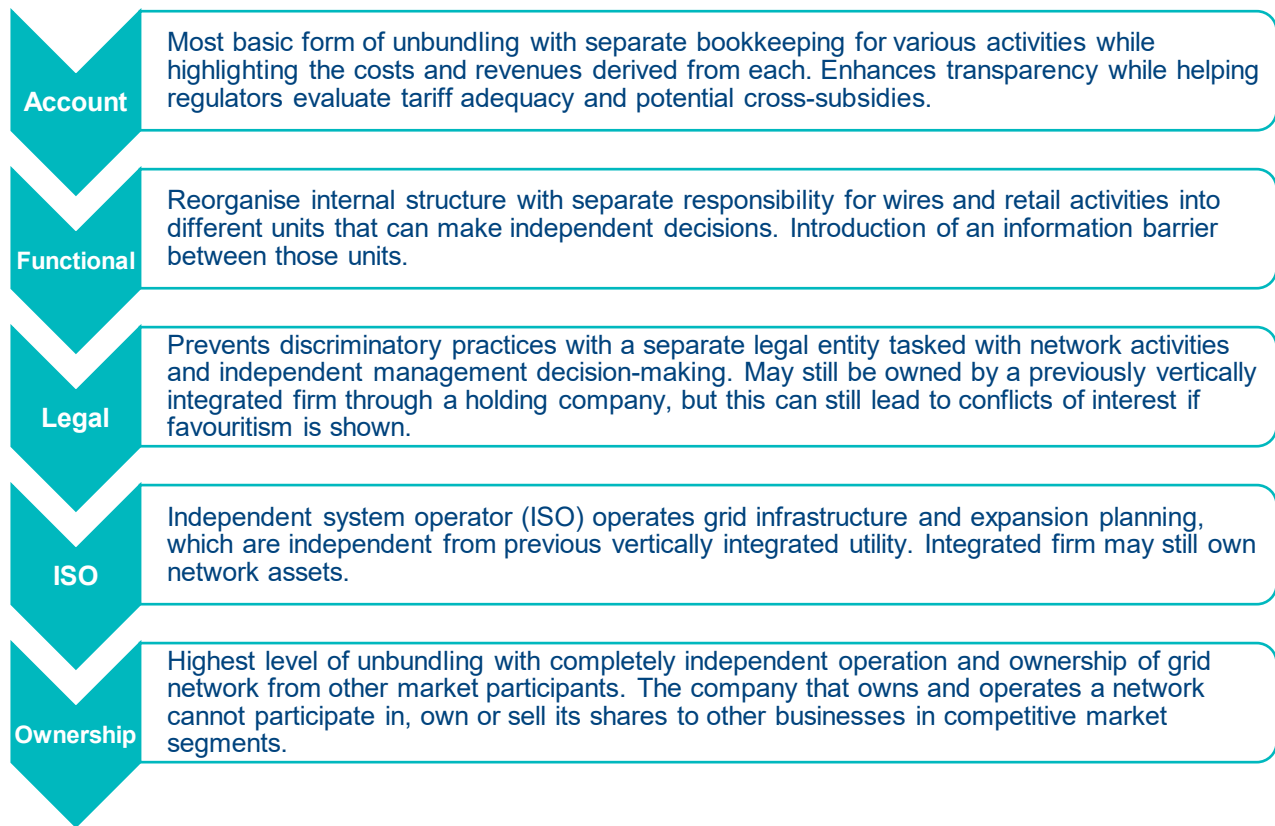 Account
Most basic form of unbundling with separate bookkeeping for various activities while
highlighting the costs and revenues derived from each. Enhances transparency while helping
regulators evaluate tariff adequacy and potential cross-subsidies.
Functional
Reorganise internal structure with separate responsibility for wires and retail activities into
different units that can make independent decisions. Introduction of an information barrier
between those units.
Legal
Prevents discriminatory practices with a separate legal entity tasked with network activities
and independent management decision-making. May still be owned by a previously vertically
integrated firm through a holding company, but this can still lead to conflicts of interest if
favouritism is shown.
ISO
Independent system operator (ISO) operates grid infrastructure and expansion planning,
which are independent from previous vertically integrated utility. Integrated firm may still own
network assets.
Ownership
Highest level of unbundling with completely independent operation and ownership of grid
network from other market participants. The company that owns and operates a network
cannot participate in, own or sell its shares to other businesses in competitive market
segments.